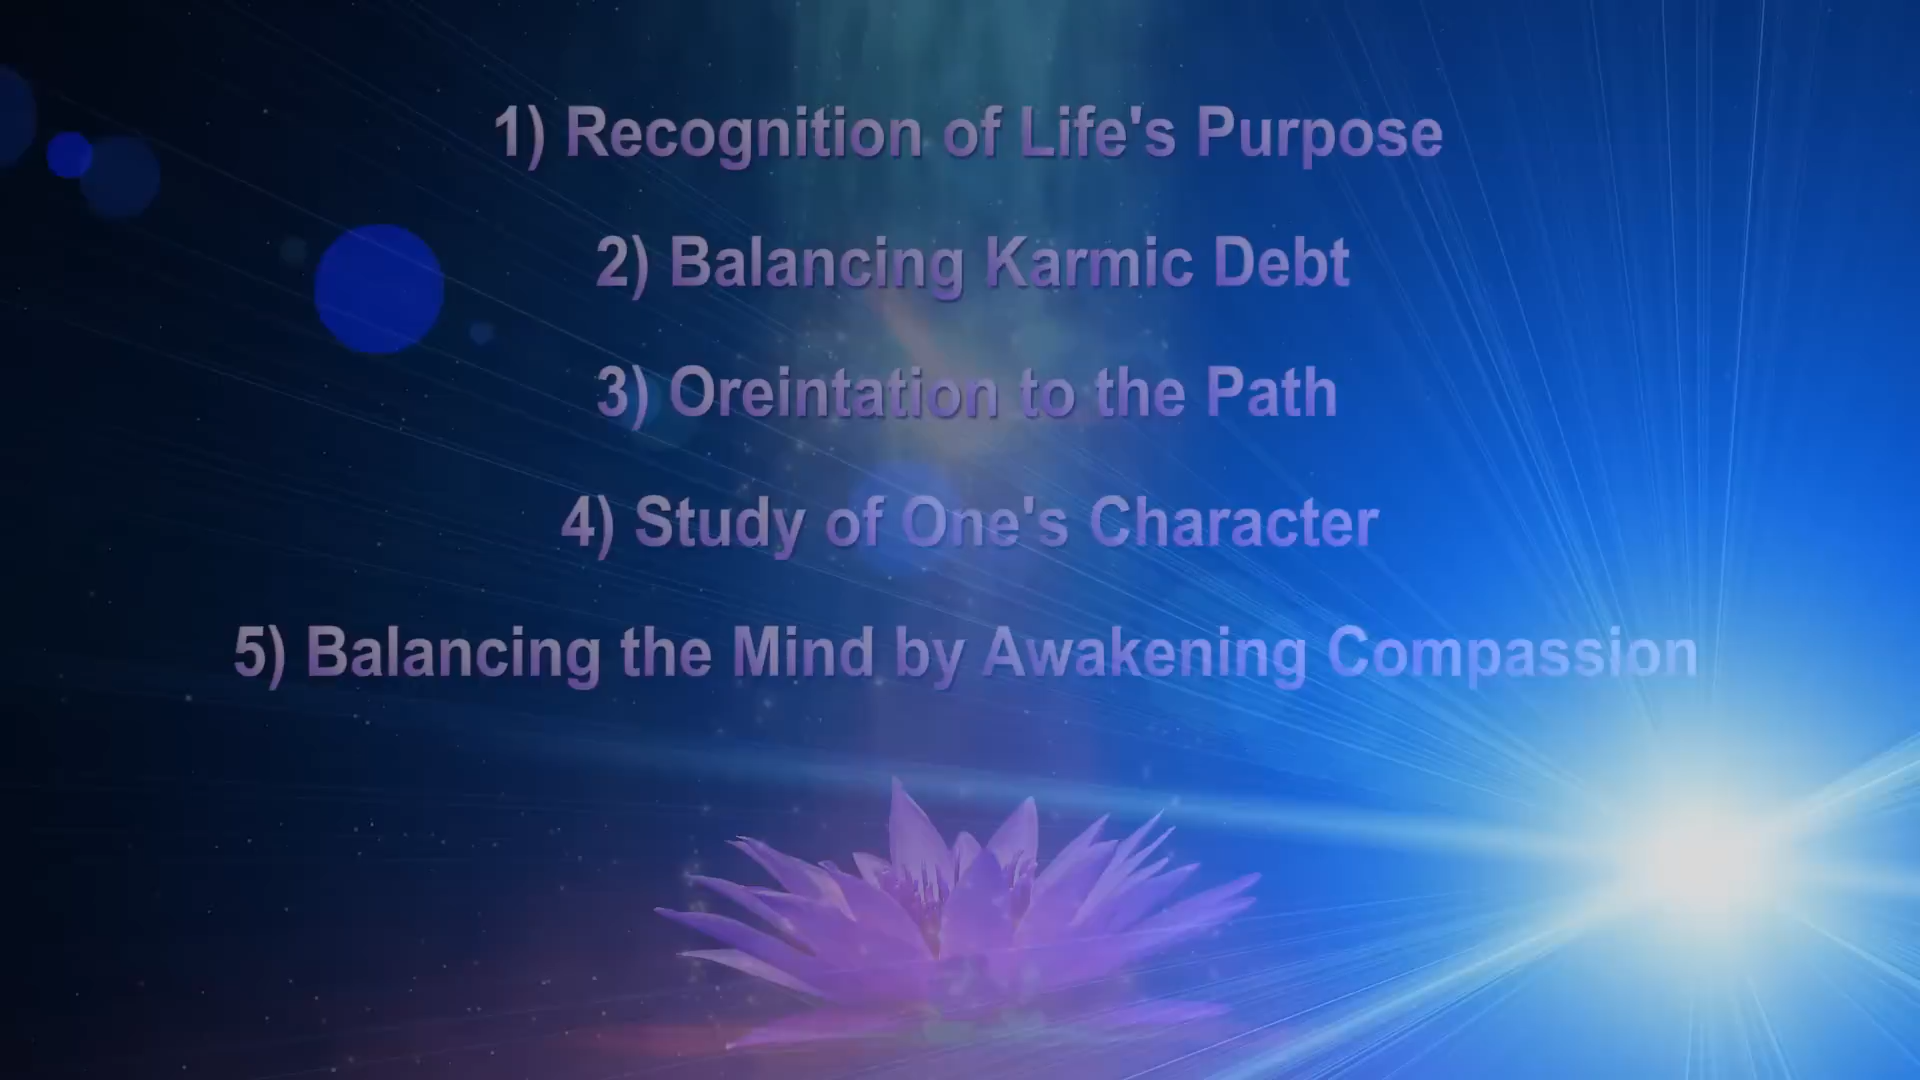 1) Recognition of Life's Purpose
2) Balancing Karmic Debt
3) Oreintation to the Path
4) Study of One's Character
5) Balancing the Mind by Awakening Compassion